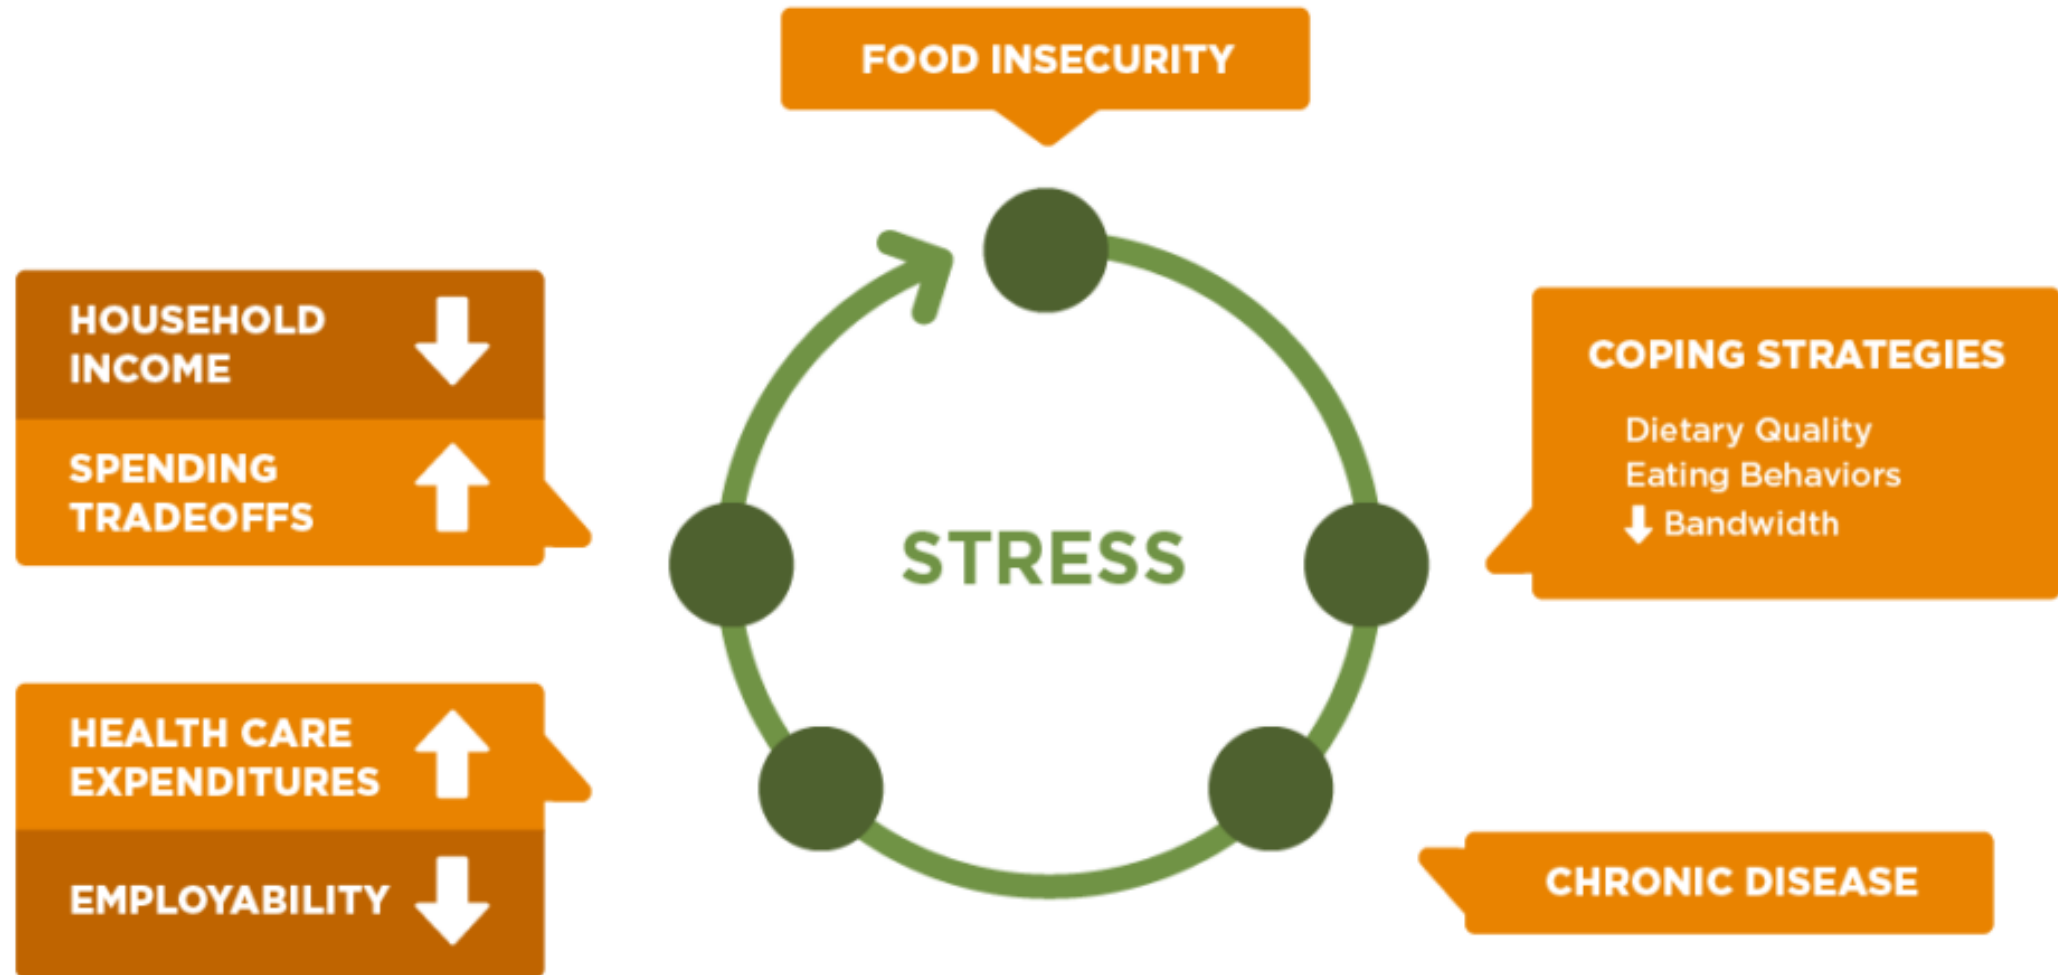 FOOD INSECURITY
HOUSEHOLD
INCOME
SPENDING
TRADEOFFS
STRESS
COPING STRATEGIES
Dietary Quality
Eating Behaviors
Bandwidth
HEALTH CARE
EXPENDITURES
EMPLOYABILITY
CHRONIC DISEASE